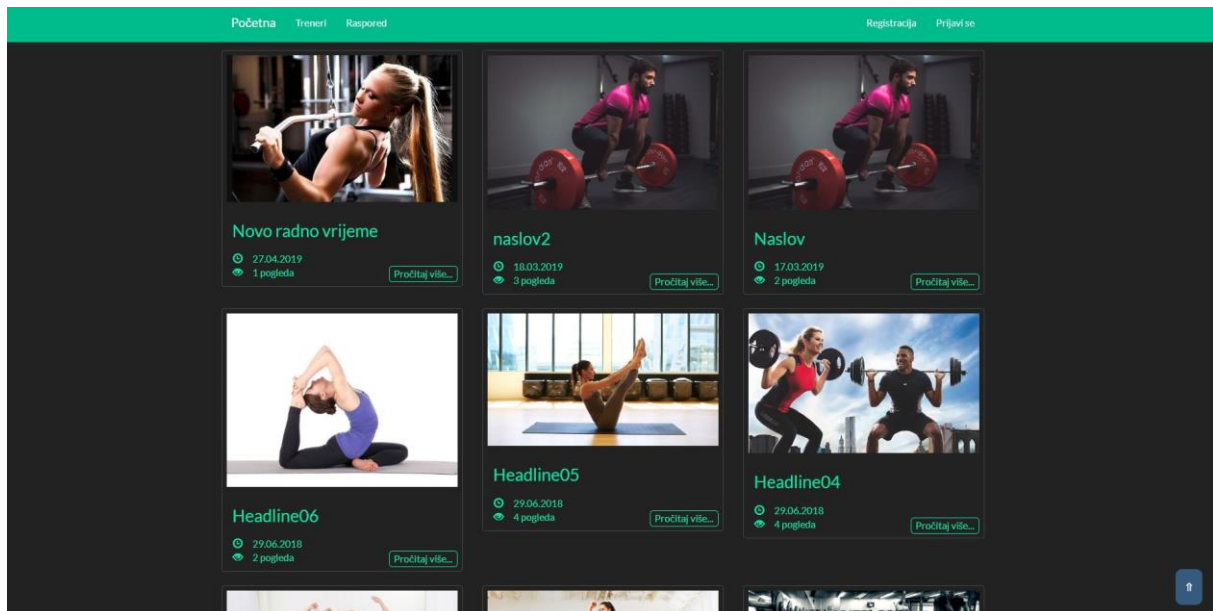 Početna Treneri Raspored Registracija Prijavi se
Novo radno vrijeme
27.04.2019
1 pogleda
Pročitaj više...
naslov2
18.03.2019
3 pogleda
Pročitaj više...
Naslov
17.03.2019
2 pogleda
Pročitaj više...
Headline06
29.06.2018
2 pogleda
Pročitaj više...
Headline05
29.06.2018
4 pogleda
Pročitaj više...
Headline04
29.06.2018
4 pogleda
Pročitaj više...